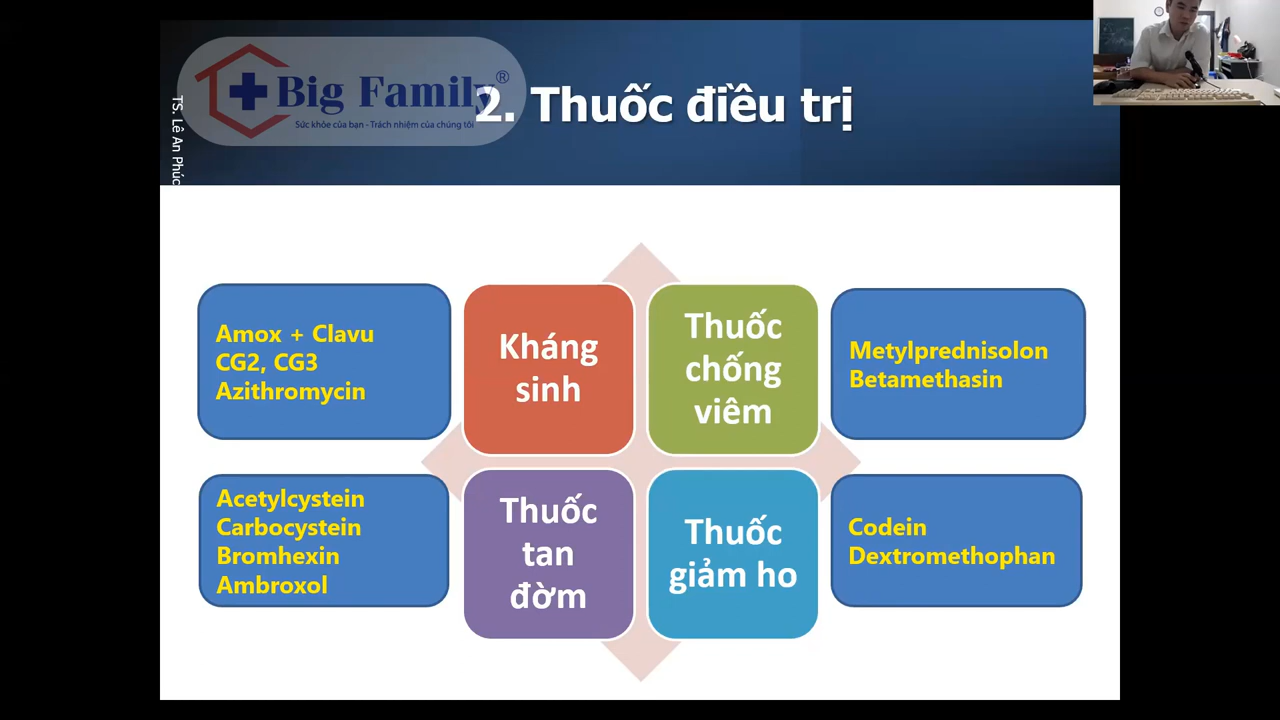 Big Family®
Sức khỏe của bạn - Trách nhiệm của chúng tôi
2. Thuốc điều trị
TS. Lê An Phúc
Amox + Clavu
CG2, CG3
Azithromycin
Kháng
sinh
Thuốc
chống
viêm
Metylprednisolon
Betamethasin
Acetylcystein
Carbocystein
Bromhexin
Ambroxol
Thuốc
tan
đờm
Thuốc
giảm ho
Codein
Dextromethophan